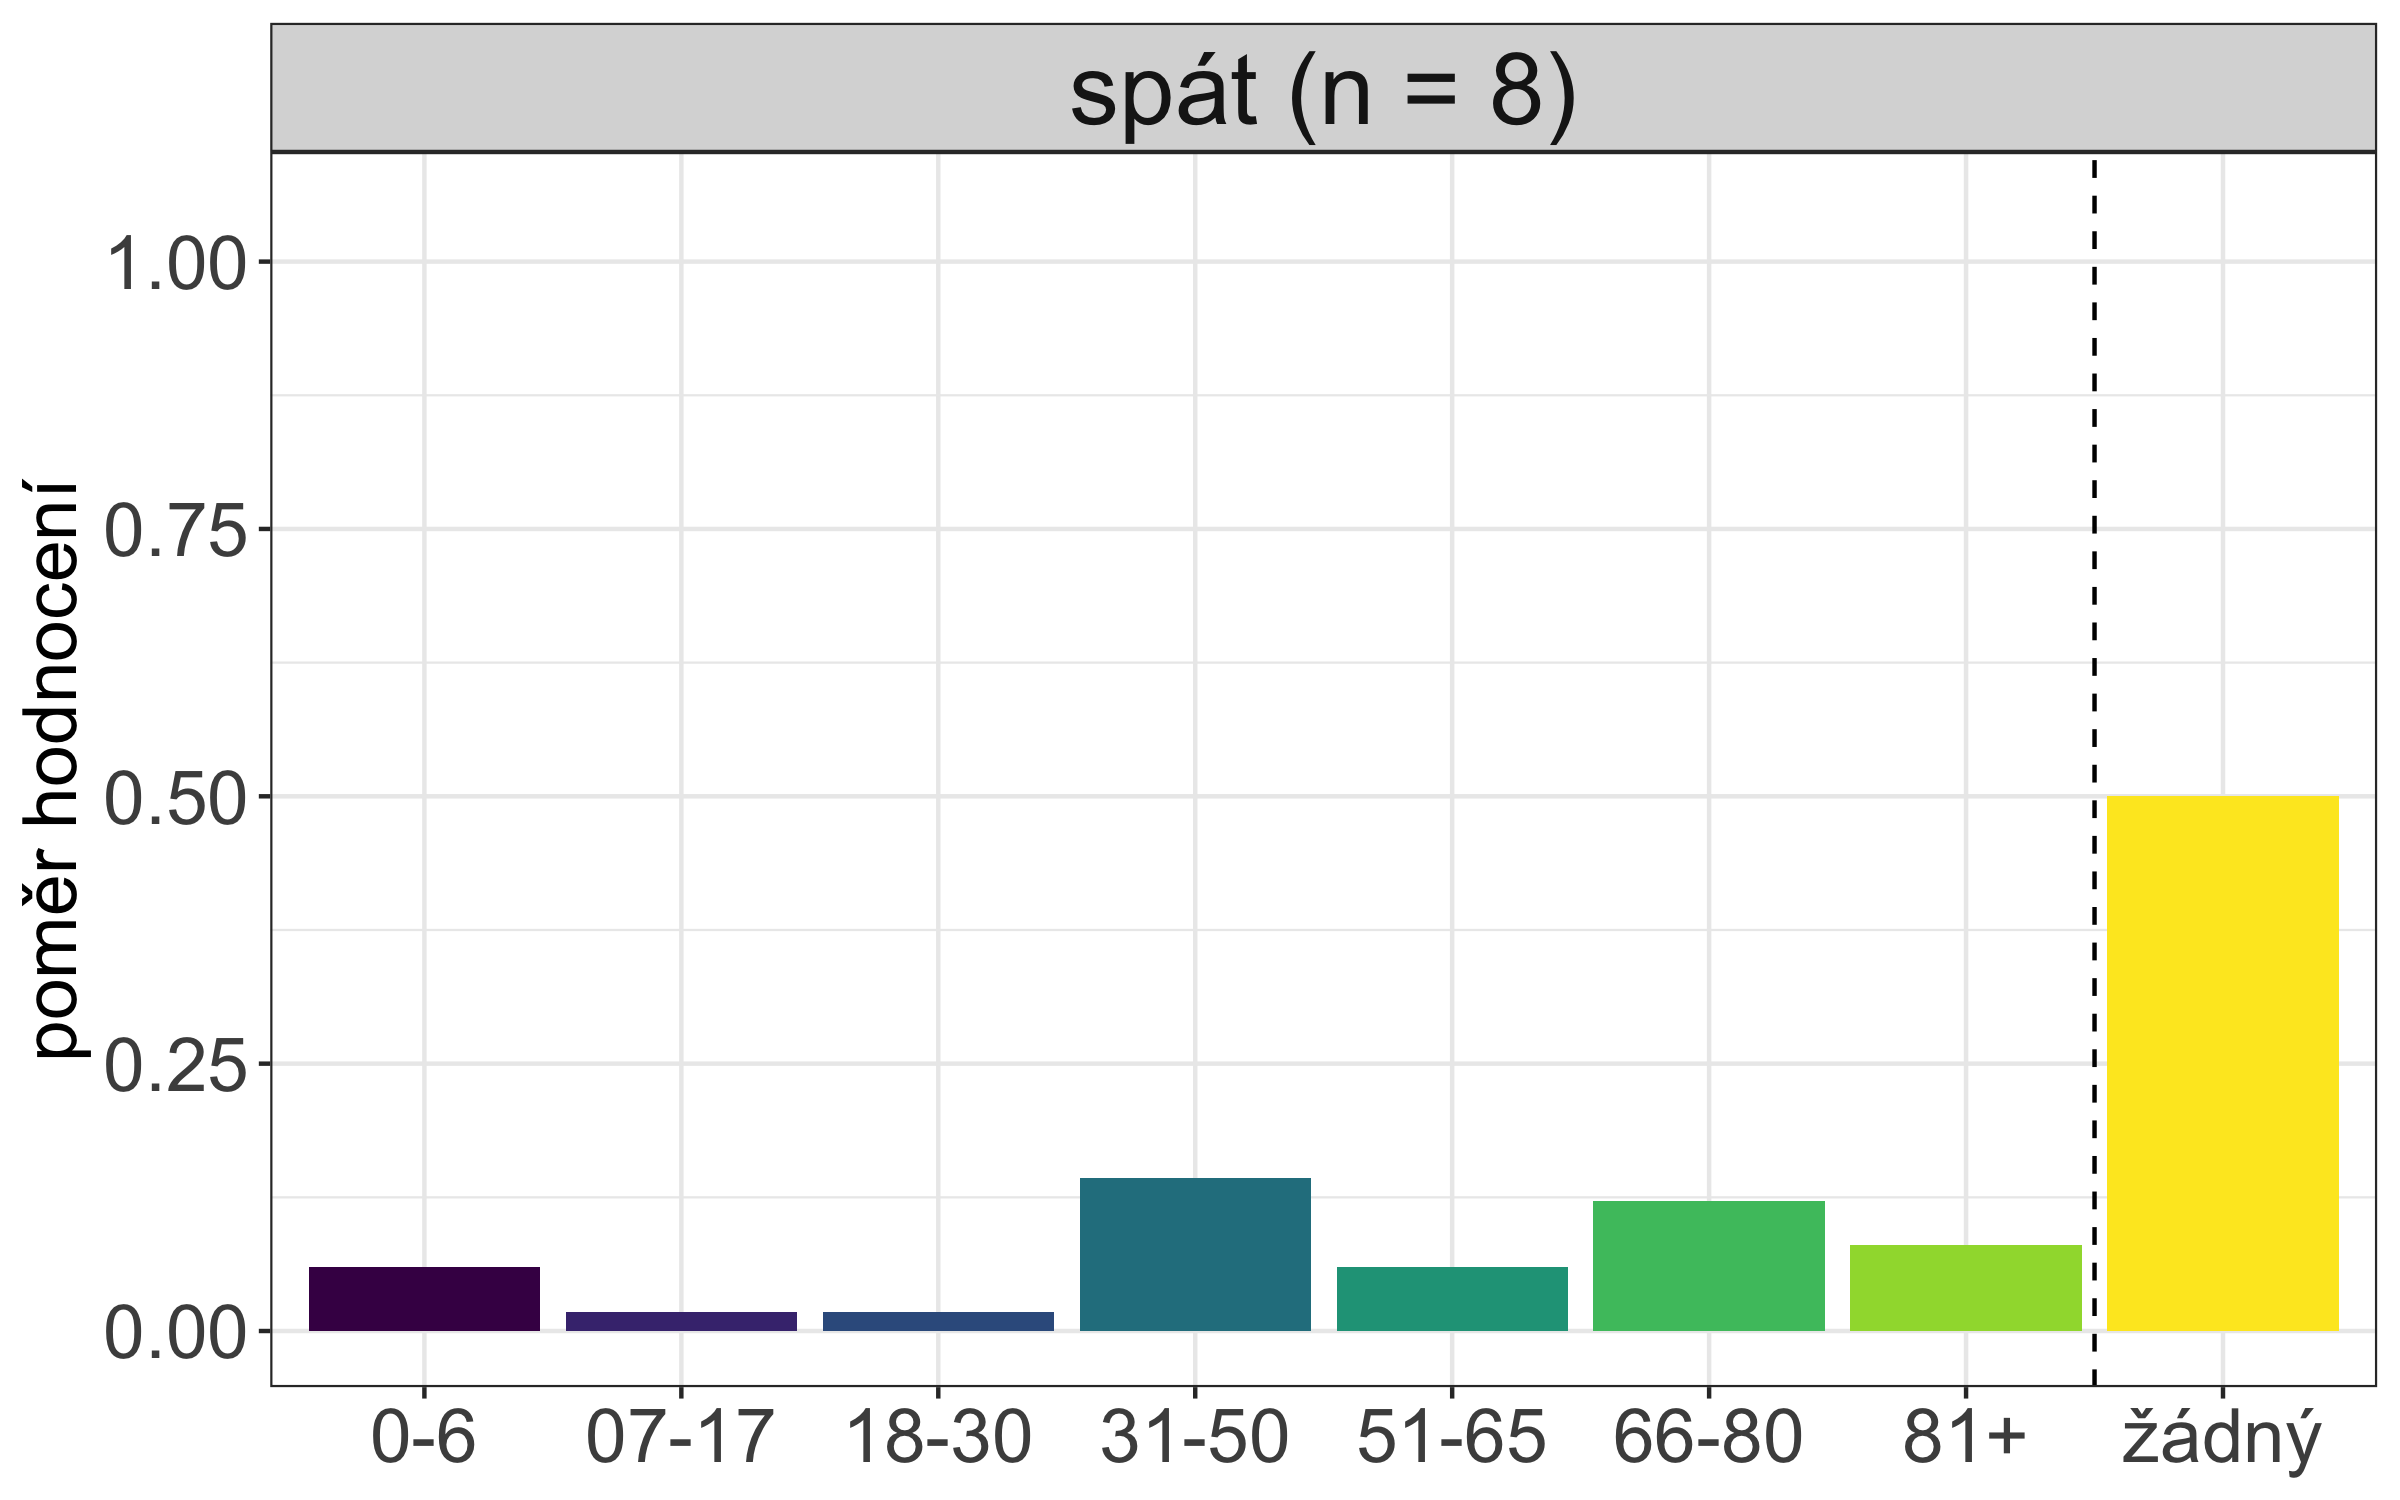 spát (n = 8)
poměr hodnocení
1.00
0.75
0.50
0.25
0.00
0-6 07-17 18-30 31-50 51-65 66-80 81+ žádný